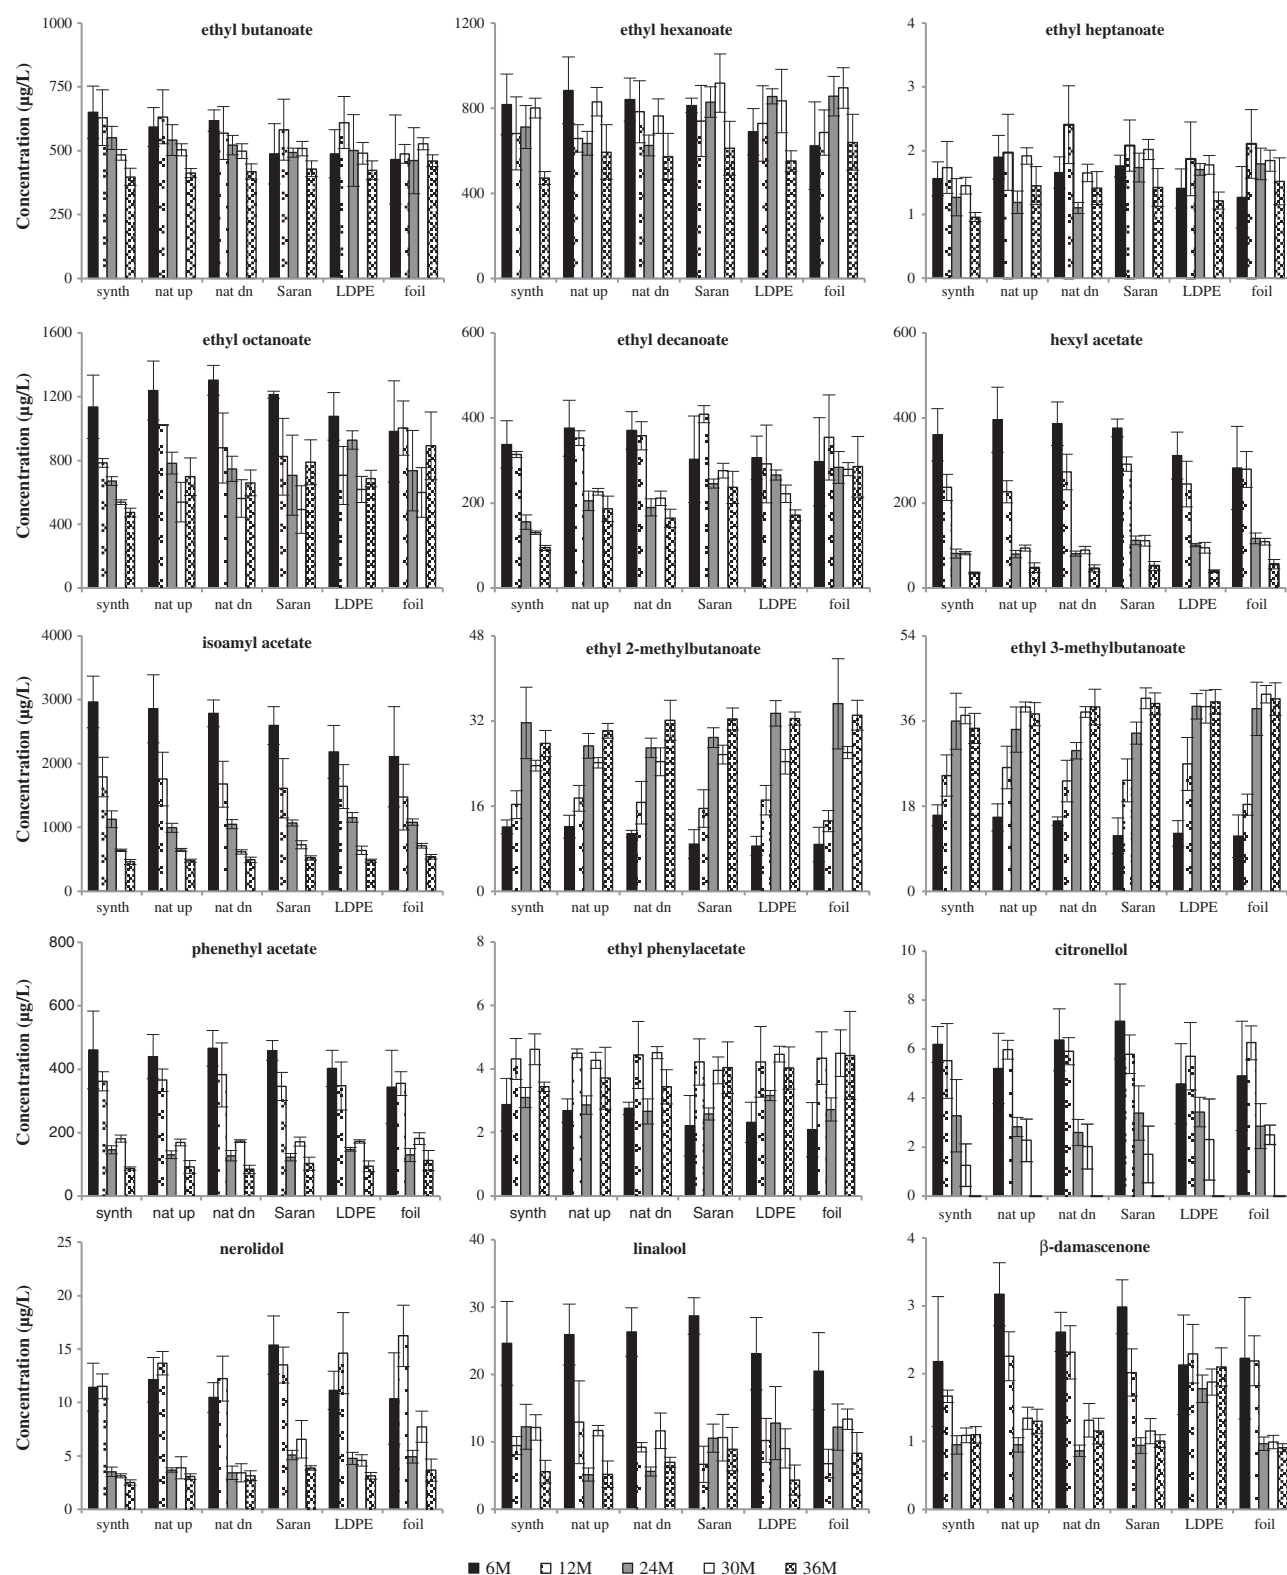 ethyl butanoate
ethyl hexanoate
ethyl heptanoate
Concentration (µg/L)
1000
750
500
250
0
synth nat up nat dn Saran LDPE foil
1200
800
400
0
synth nat up nat dn Saran LDPE foil
4
3
2
1
0
synth nat up nat dn Saran LDPE foil
ethyl octanoate
ethyl decanoate
hexyl acetate
Concentration (µg/L)
1600
1200
800
400
0
synth nat up nat dn Saran LDPE foil
600
400
200
0
synth nat up nat dn Saran LDPE foil
600
400
200
0
synth nat up nat dn Saran LDPE foil
isoamyl acetate
ethyl 2-methylbutanoate
ethyl 3-methylbutanoate
Concentration (µg/L)
4000
3000
2000
1000
0
synth nat up nat dn Saran LDPE foil
48
32
16
0
synth nat up nat dn Saran LDPE foil
54
36
18
0
synth nat up nat dn Saran LDPE foil
phenethyl acetate
ethyl phenylacetate
citronellol
Concentration (µg/L)
800
600
400
200
0
synth nat up nat dn Saran LDPE foil
8
6
4
2
0
synth nat up nat dn Saran LDPE foil
10
8
6
4
2
0
synth nat up nat dn Saran LDPE foil
nerolidol
linalool
β-damascenone
Concentration (µg/L)
25
20
15
10
5
0
synth nat up nat dn Saran LDPE foil
40
30
20
10
0
synth nat up nat dn Saran LDPE foil
4
3
2
1
0
synth nat up nat dn Saran LDPE foil
6M 12M 24M 30M 36M